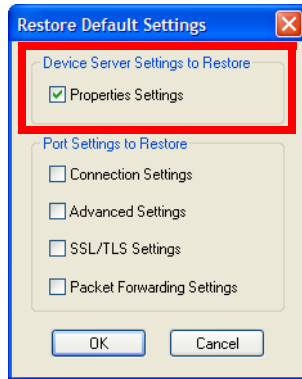 Restore Default Settings
Device Server Settings to Restore
Properties Settings
Port Settings to Restore
Connection Settings
Advanced Settings
SSL/TLS Settings
Packet Forwarding Settings
OK Cancel